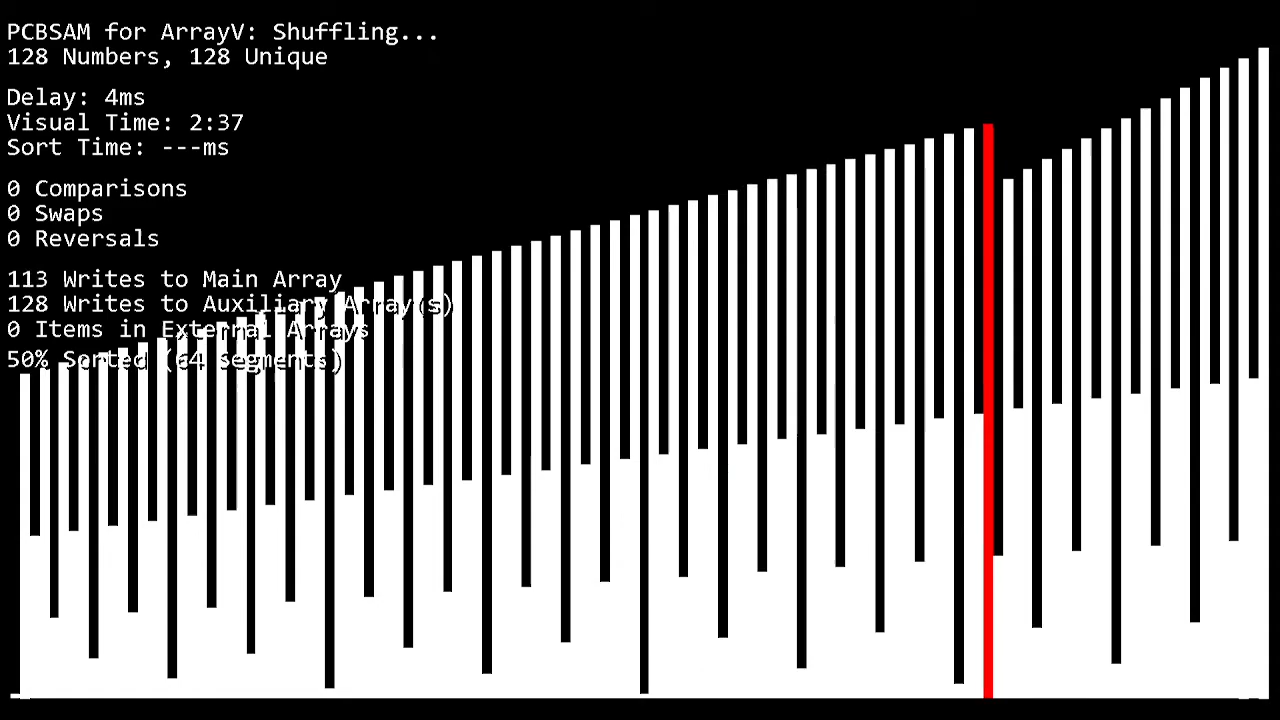 PCBSAM for ArrayV: Shuffling...
128 Numbers, 128 Unique
Delay: 4ms
Visual Time: 2:37
Sort Time: ---ms
0 Comparisons
0 Swaps
0 Reversals
113 Writes to Main Array
128 Writes to Auxiliary Array(s)
0 Items in External Arrays
50% Sorted (64 segments)